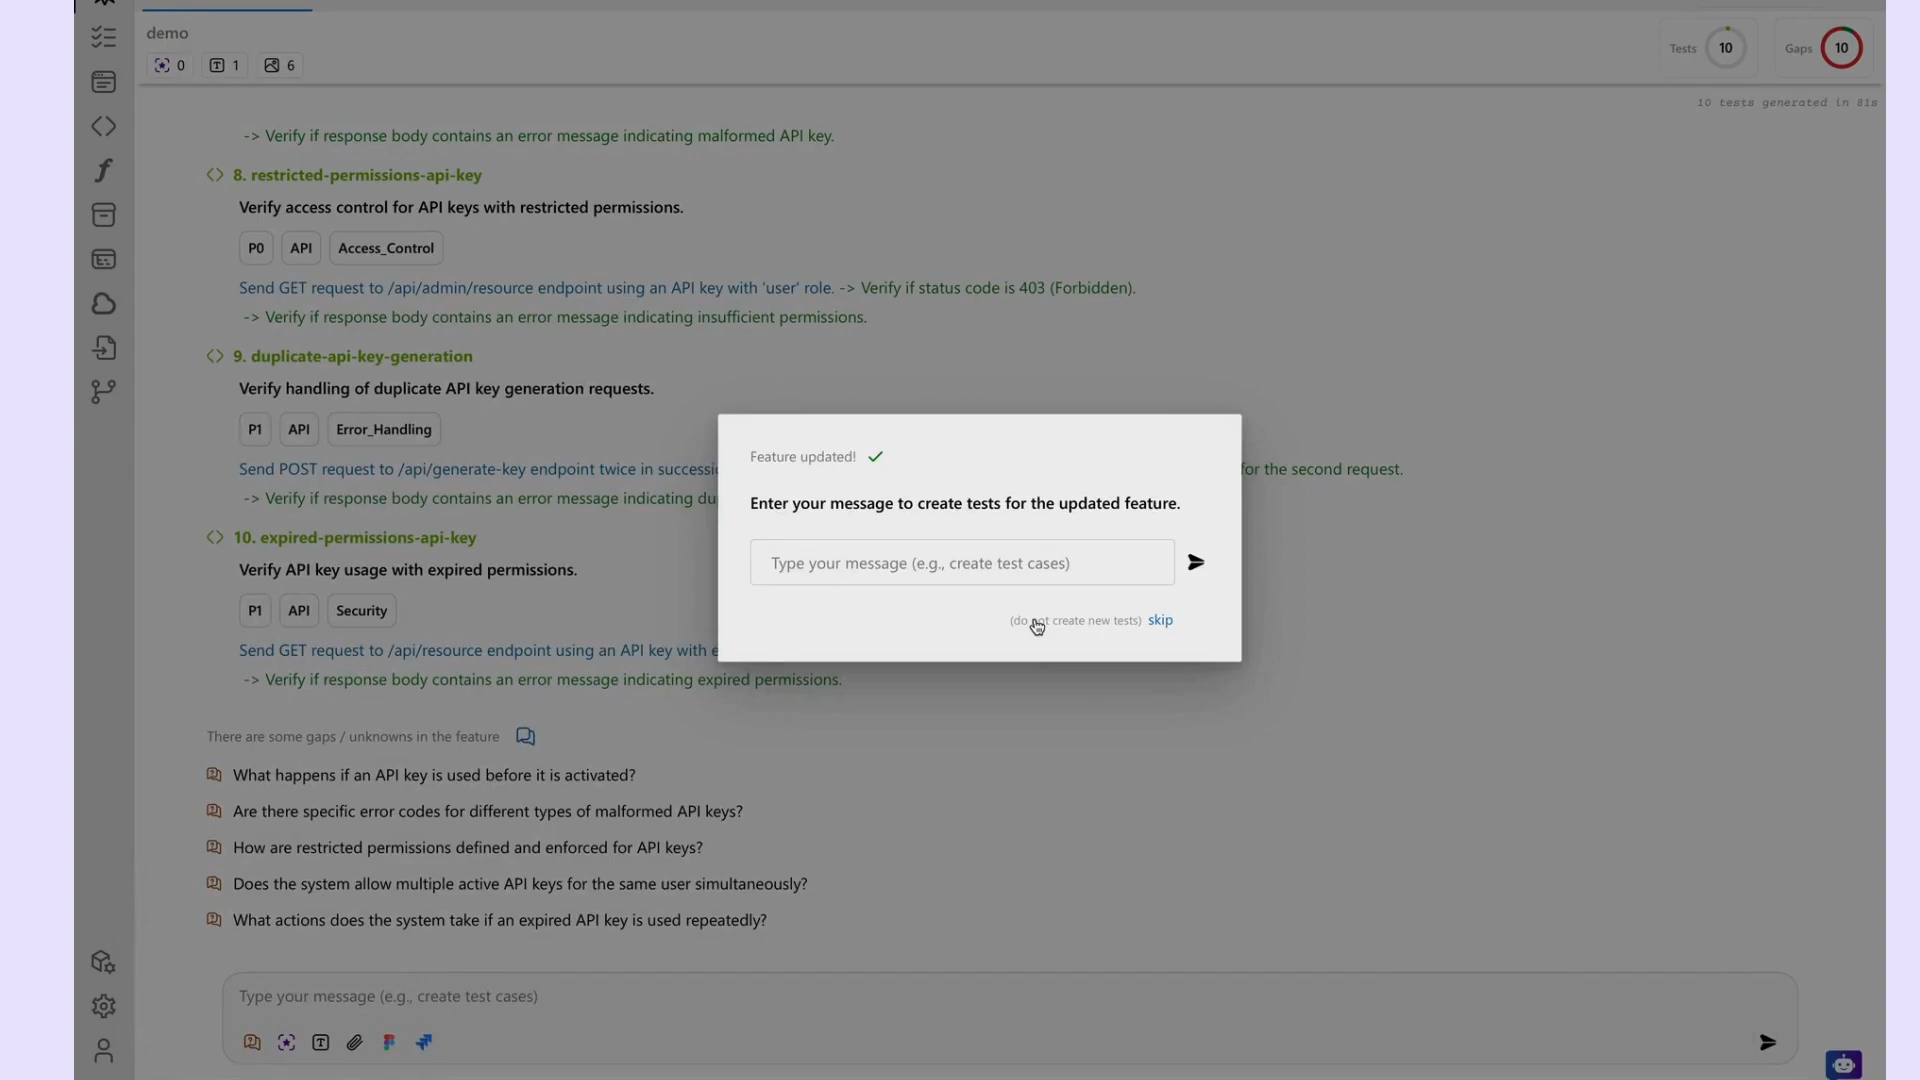 demo
0 1 6
Tests 10 Gaps 10
10 tests generated in 81s
-> Verify if response body contains an error message indicating malformed API key.
8. restricted-permissions-api-key
Verify access control for API keys with restricted permissions.
P0 API Access_Control
Send GET request to /api/admin/resource endpoint using an API key with 'user' role. -> Verify if status code is 403 (Forbidden).
-> Verify if response body contains an error message indicating insufficient permissions.
9. duplicate-api-key-generation
Verify handling of duplicate API key generation requests.
P1 API Error_Handling
Send POST request to /api/generate-key endpoint twice in for the second request.
-> Verify if response body contains an error message indicating
10. expired-permissions-api-key
Verify API key usage with expired permissions.
P1 API Security
Send GET request to /api/resource endpoint using an API key with
-> Verify if response body contains an error message indicating expired permissions.
Feature updated!
Enter your message to create tests for the updated feature.
Type your message (e.g., create test cases)
(do not create new tests) skip
There are some gaps / unknowns in the feature
What happens if an API key is used before it is activated?
Are there specific error codes for different types of malformed API keys?
How are restricted permissions defined and enforced for API keys?
Does the system allow multiple active API keys for the same user simultaneously?
What actions does the system take if an expired API key is used repeatedly?
Type your message (e.g., create test cases)